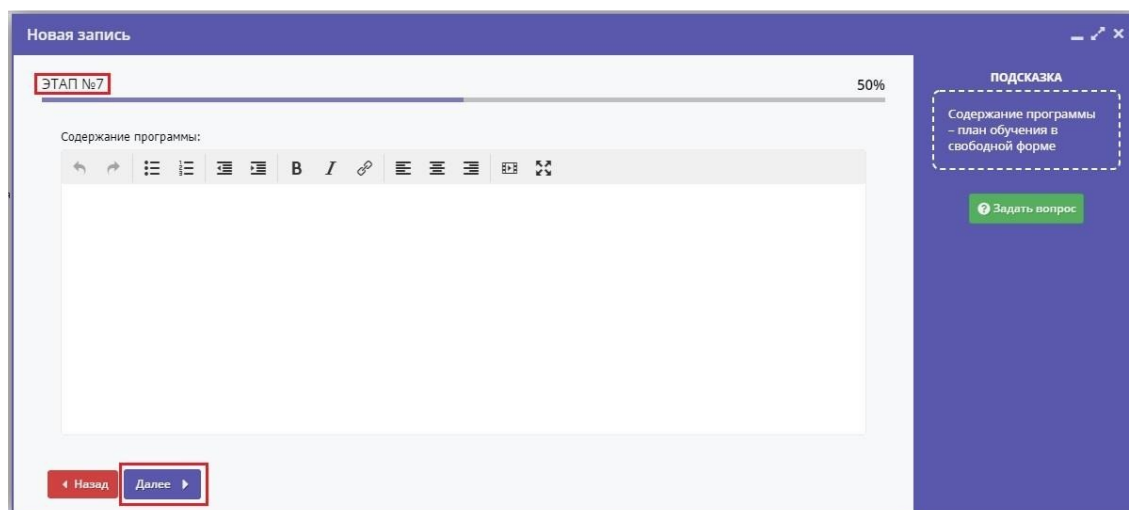 Новая запись
ЭТАП №7
50%
Содержание программы:
Назад
Далее
ПОДСКАЗКА
Содержание программы
– план обучения в
свободной форме
Задать вопрос